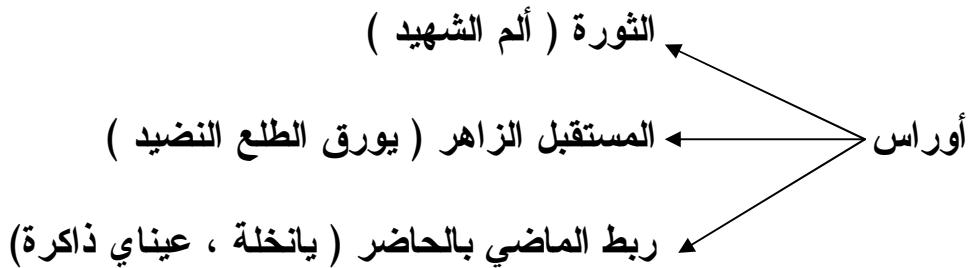 الثورة ( ألم الشهيد )
أوراس
المستقبل الزاهر ( يورق الطلع النضيد )
ربط الماضي بالحاضر ( يانخلة ، عيناي ذاكرة)